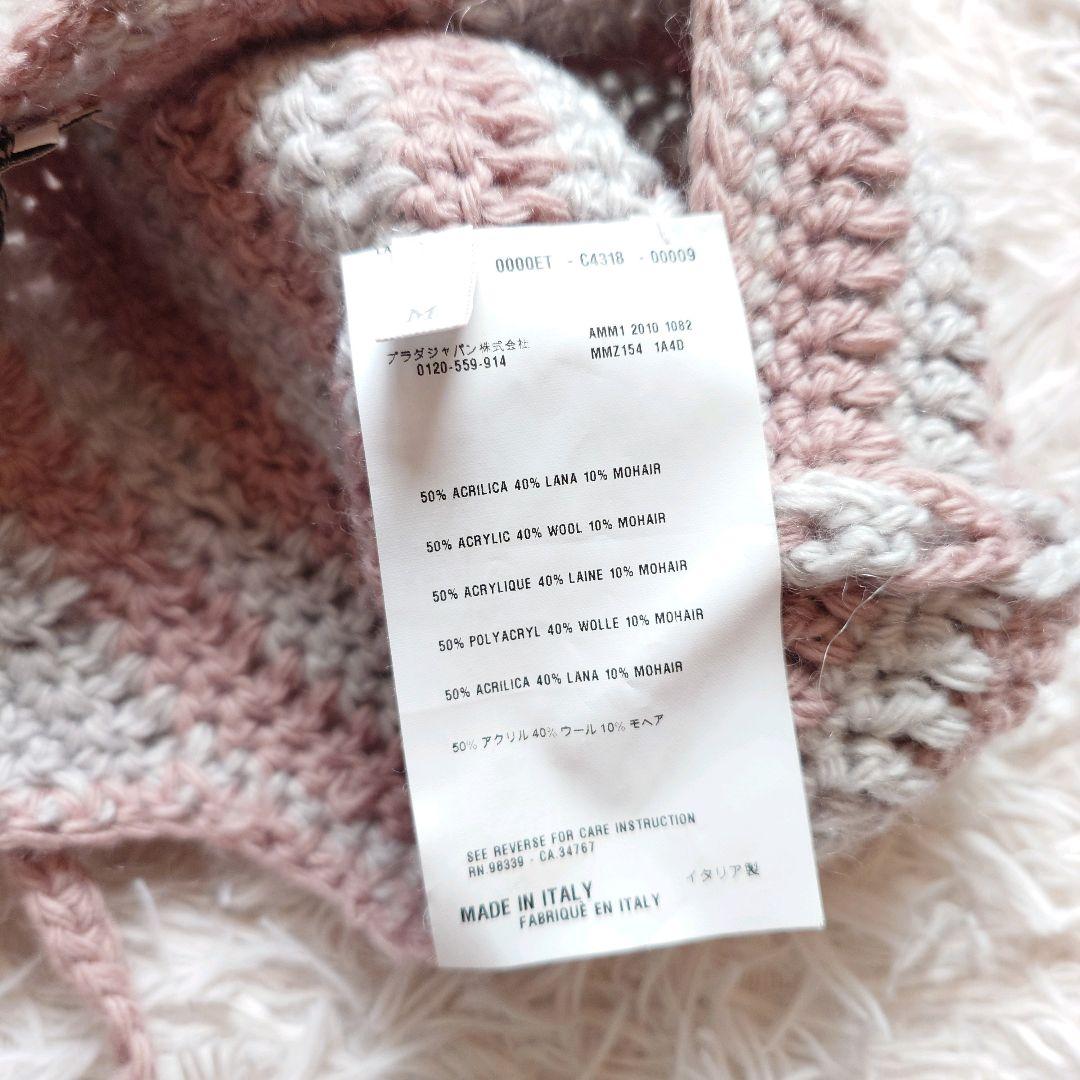 0000ET - C4318 - 00009
M
プラダジャパン株式会社
0120-559-914
AMM1 2010 1082
MMZ154 1A4D
50% ACRILICA 40% LANA 10% MOHAIR
50% ACRYLIC 40% WOOL 10% MOHAIR
50% ACRYLIQUE 40% LAINE 10% MOHAIR
50% POLYACRYL 40% WOLLE 10% MOHAIR
50% ACRILICA 40% LANA 10% MOHAIR
50% アクリル 40% ウール 10% モヘア
SEE REVERSE FOR CARE INSTRUCTION
RN.98339 - CA.34767
イタリア製
MADE IN ITALY
FABRIQUÈ EN ITALY